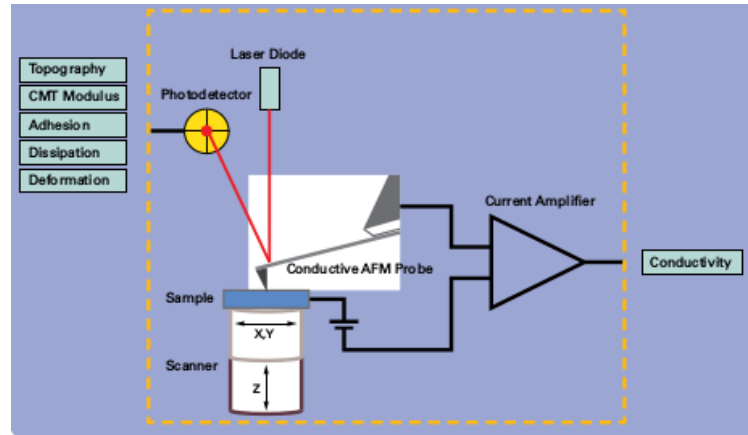 Laser Diode
Topography
CMT Modulus
Photodetector
Adhesion
Dissipation
Deformation
Current Amplifier
Conductivity
Conductive AFM Probe
Sample
X,Y
Scanner
Z